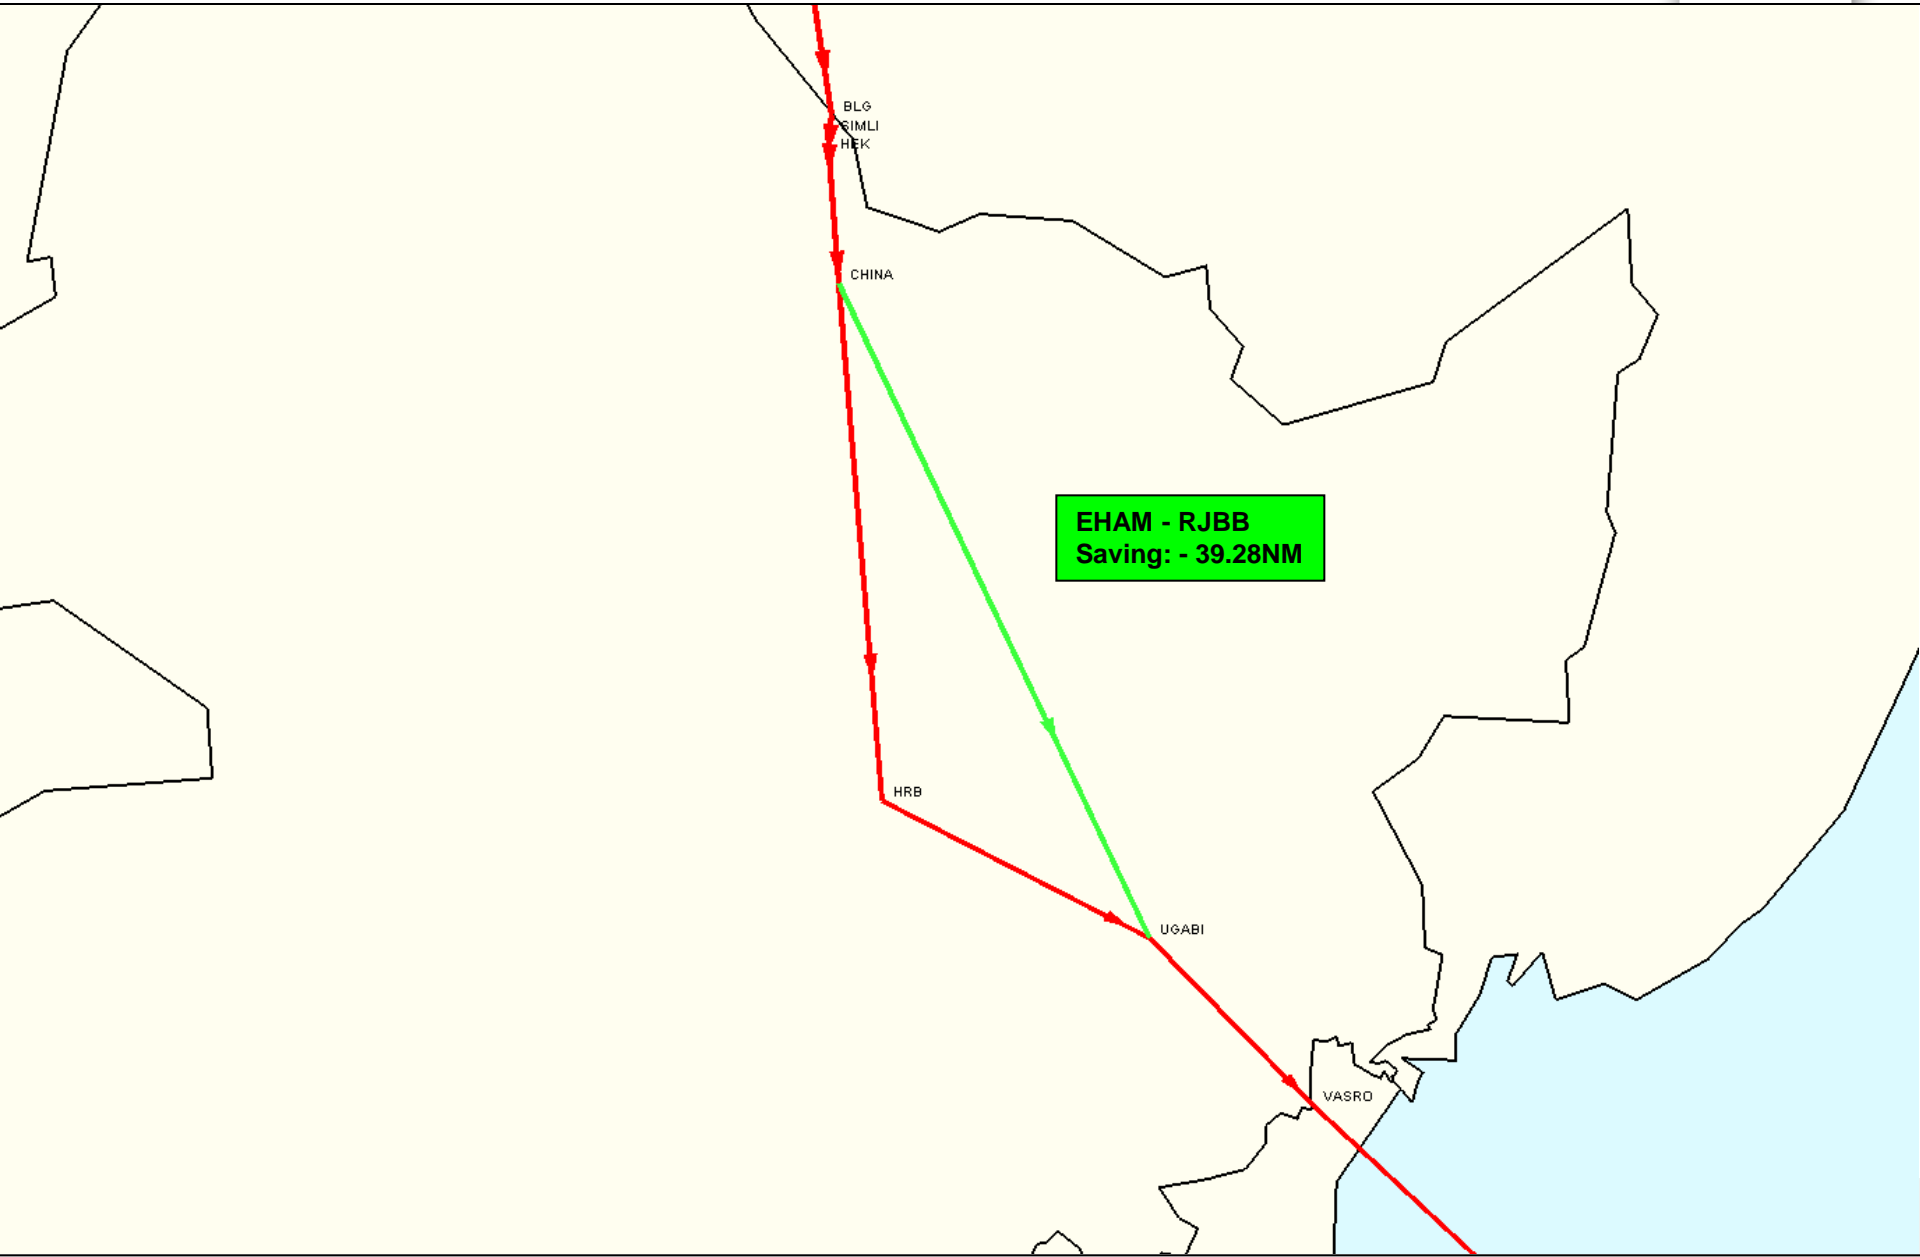 BLG
SIMLI
HEK
CHINA
EHAM - RJBB
Saving: - 39.28NM
HRB
UGABI
VASRO